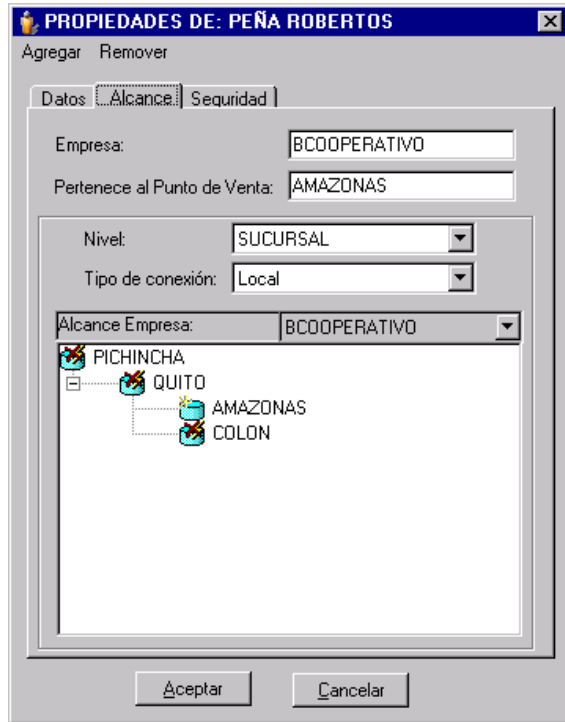 PROPIEDADES DE: PEÑA ROBERTOS
Agregar Remover
Datos Alcance Seguridad
Empresa: BCOOPERATIVO
Pertenece al Punto de Venta: AMAZONAS
Nivel: SUCURSAL
Tipo de conexión: Local
Alcance Empresa: BCOOPERATIVO
PICHINCHA
QUITO
AMAZONAS
COLON
Aceptar Cancelar